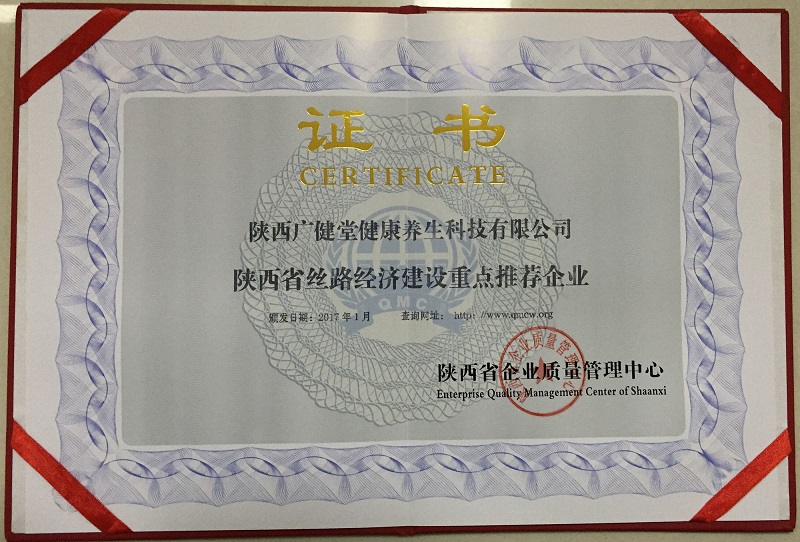 证 书
CERTIFICATE
陕西广健堂健康养生科技有限公司
陕西省丝路经济建设重点推荐企业
QMC
颁发日期：2017年1月 查询网址： http：//www.qmcw.org
陕西省企业质量管理中心
Enterprise Quality Management Center of Shaanxi